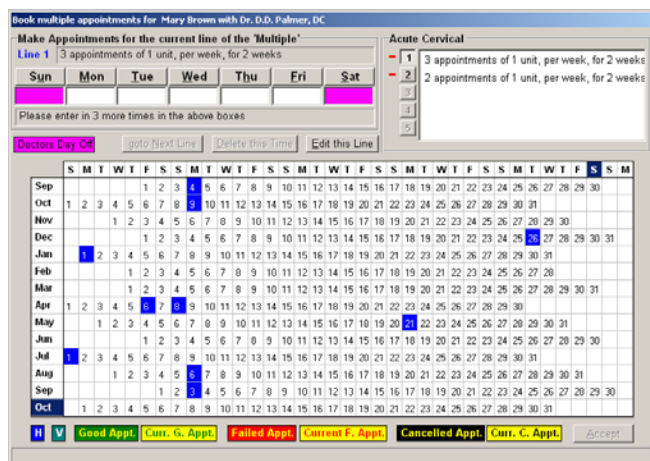 Book multiple appointments for Mary Brown with Dr. D.D. Palmer, DC
Make Appointments for the current line of the 'Multiple'
Line 1 3 appointments of 1 unit, per week, for 2 weeks
Sun Mon Tue Wed Thu Fri Sat
Please enter in 3 more times in the above boxes
Acute Cervical
1 3 appointments of 1 unit, per week, for 2 weeks
2 2 appointments of 1 unit, per week, for 2 weeks
3
4
5
Doctors Day Off goto Next Line Delete this Time Edit this Line
S M T W T F S S M T W T F S S M T W T F S S M T W T F S S M T W T F S S M
Sep 1 2 3 4 5 6 7 8 9 10 11 12 13 14 15 16 17 18 19 20 21 22 23 24 25 26 27 28 29 30
Oct 1 2 3 4 5 6 7 8 9 10 11 12 13 14 15 16 17 18 19 20 21 22 23 24 25 26 27 28 29 30 31
Nov 1 2 3 4 5 6 7 8 9 10 11 12 13 14 15 16 17 18 19 20 21 22 23 24 25 26 27 28 29 30
Dec 1 2 3 4 5 6 7 8 9 10 11 12 13 14 15 16 17 18 19 20 21 22 23 24 25 26 27 28 29 30 31
Jan 1 2 3 4 5 6 7 8 9 10 11 12 13 14 15 16 17 18 19 20 21 22 23 24 25 26 27 28 29 30 31
Feb 1 2 3 4 5 6 7 8 9 10 11 12 13 14 15 16 17 18 19 20 21 22 23 24 25 26 27 28
Mar 1 2 3 4 5 6 7 8 9 10 11 12 13 14 15 16 17 18 19 20 21 22 23 24 25 26 27 28 29 30 31
Apr 1 2 3 4 5 6 7 8 9 10 11 12 13 14 15 16 17 18 19 20 21 22 23 24 25 26 27 28 29 30
May 1 2 3 4 5 6 7 8 9 10 11 12 13 14 15 16 17 18 19 20 21 22 23 24 25 26 27 28 29 30 31
Jun 1 2 3 4 5 6 7 8 9 10 11 12 13 14 15 16 17 18 19 20 21 22 23 24 25 26 27 28 29 30
Jul 1 2 3 4 5 6 7 8 9 10 11 12 13 14 15 16 17 18 19 20 21 22 23 24 25 26 27 28 29 30 31
Aug 1 2 3 4 5 6 7 8 9 10 11 12 13 14 15 16 17 18 19 20 21 22 23 24 25 26 27 28 29 30 31
Sep 1 2 3 4 5 6 7 8 9 10 11 12 13 14 15 16 17 18 19 20 21 22 23 24 25 26 27 28 29 30
Oct 1 2 3 4 5 6 7 8 9 10 11 12 13 14 15 16 17 18 19 20 21 22 23 24 25 26 27 28 29 30 31
H V Good Appt. Curr. G. Appt. Failed Appt. Current F. Appt. Cancelled Appt. Curr. C. Appt. Accept